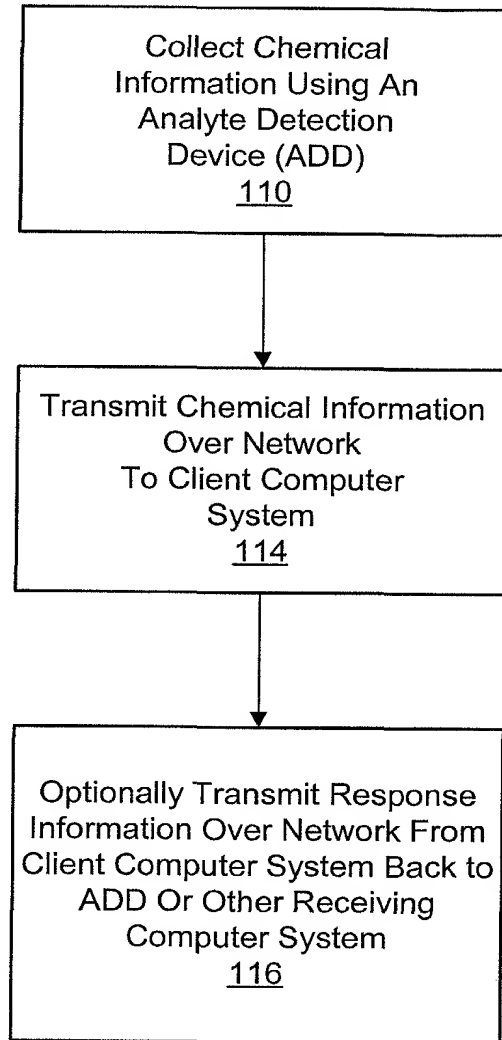 Collect Chemical
Information Using An
Analyte Detection
Device (ADD)
110
Transmit Chemical Information
Over Network
To Client Computer
System
114
Optionally Transmit Response
Information Over Network From
Client Computer System Back to
ADD Or Other Receiving
Computer System
116